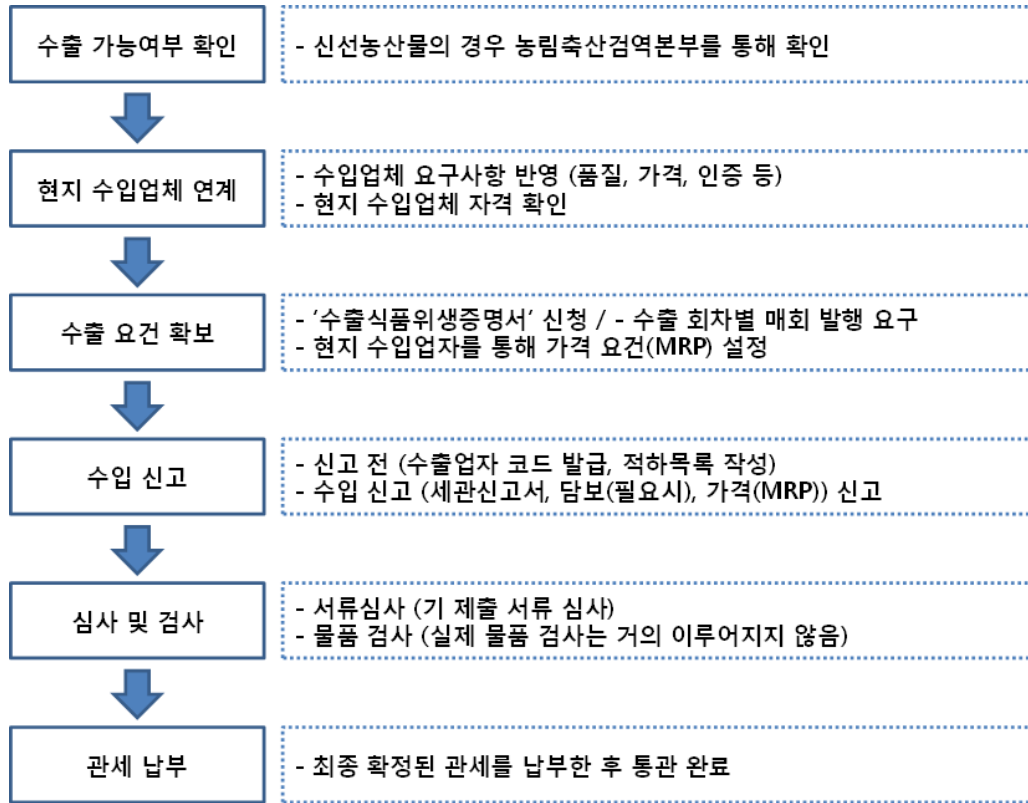 수출 가능여부 확인
- 신선농산물의 경우 농림축산검역본부를 통해 확인
현지 수입업체 연계
- 수입업체 요구사항 반영 (품질, 가격, 인증 등)
- 현지 수입업체 자격 확인
수출 요건 확보
- ‘수출식품위생증명서’ 신청 / - 수출 회차별 매회 발행 요구
- 현지 수입업자를 통해 가격 요건(MRP) 설정
수입 신고
- 신고 전 (수출업자 코드 발급, 적하목록 작성)
- 수입 신고 (세관신고서, 담보(필요시), 가격(MRP)) 신고
심사 및 검사
- 서류심사 (기 제출 서류 심사)
- 물품 검사 (실제 물품 검사는 거의 이루어지지 않음)
관세 납부
- 최종 확정된 관세를 납부한 후 통관 완료